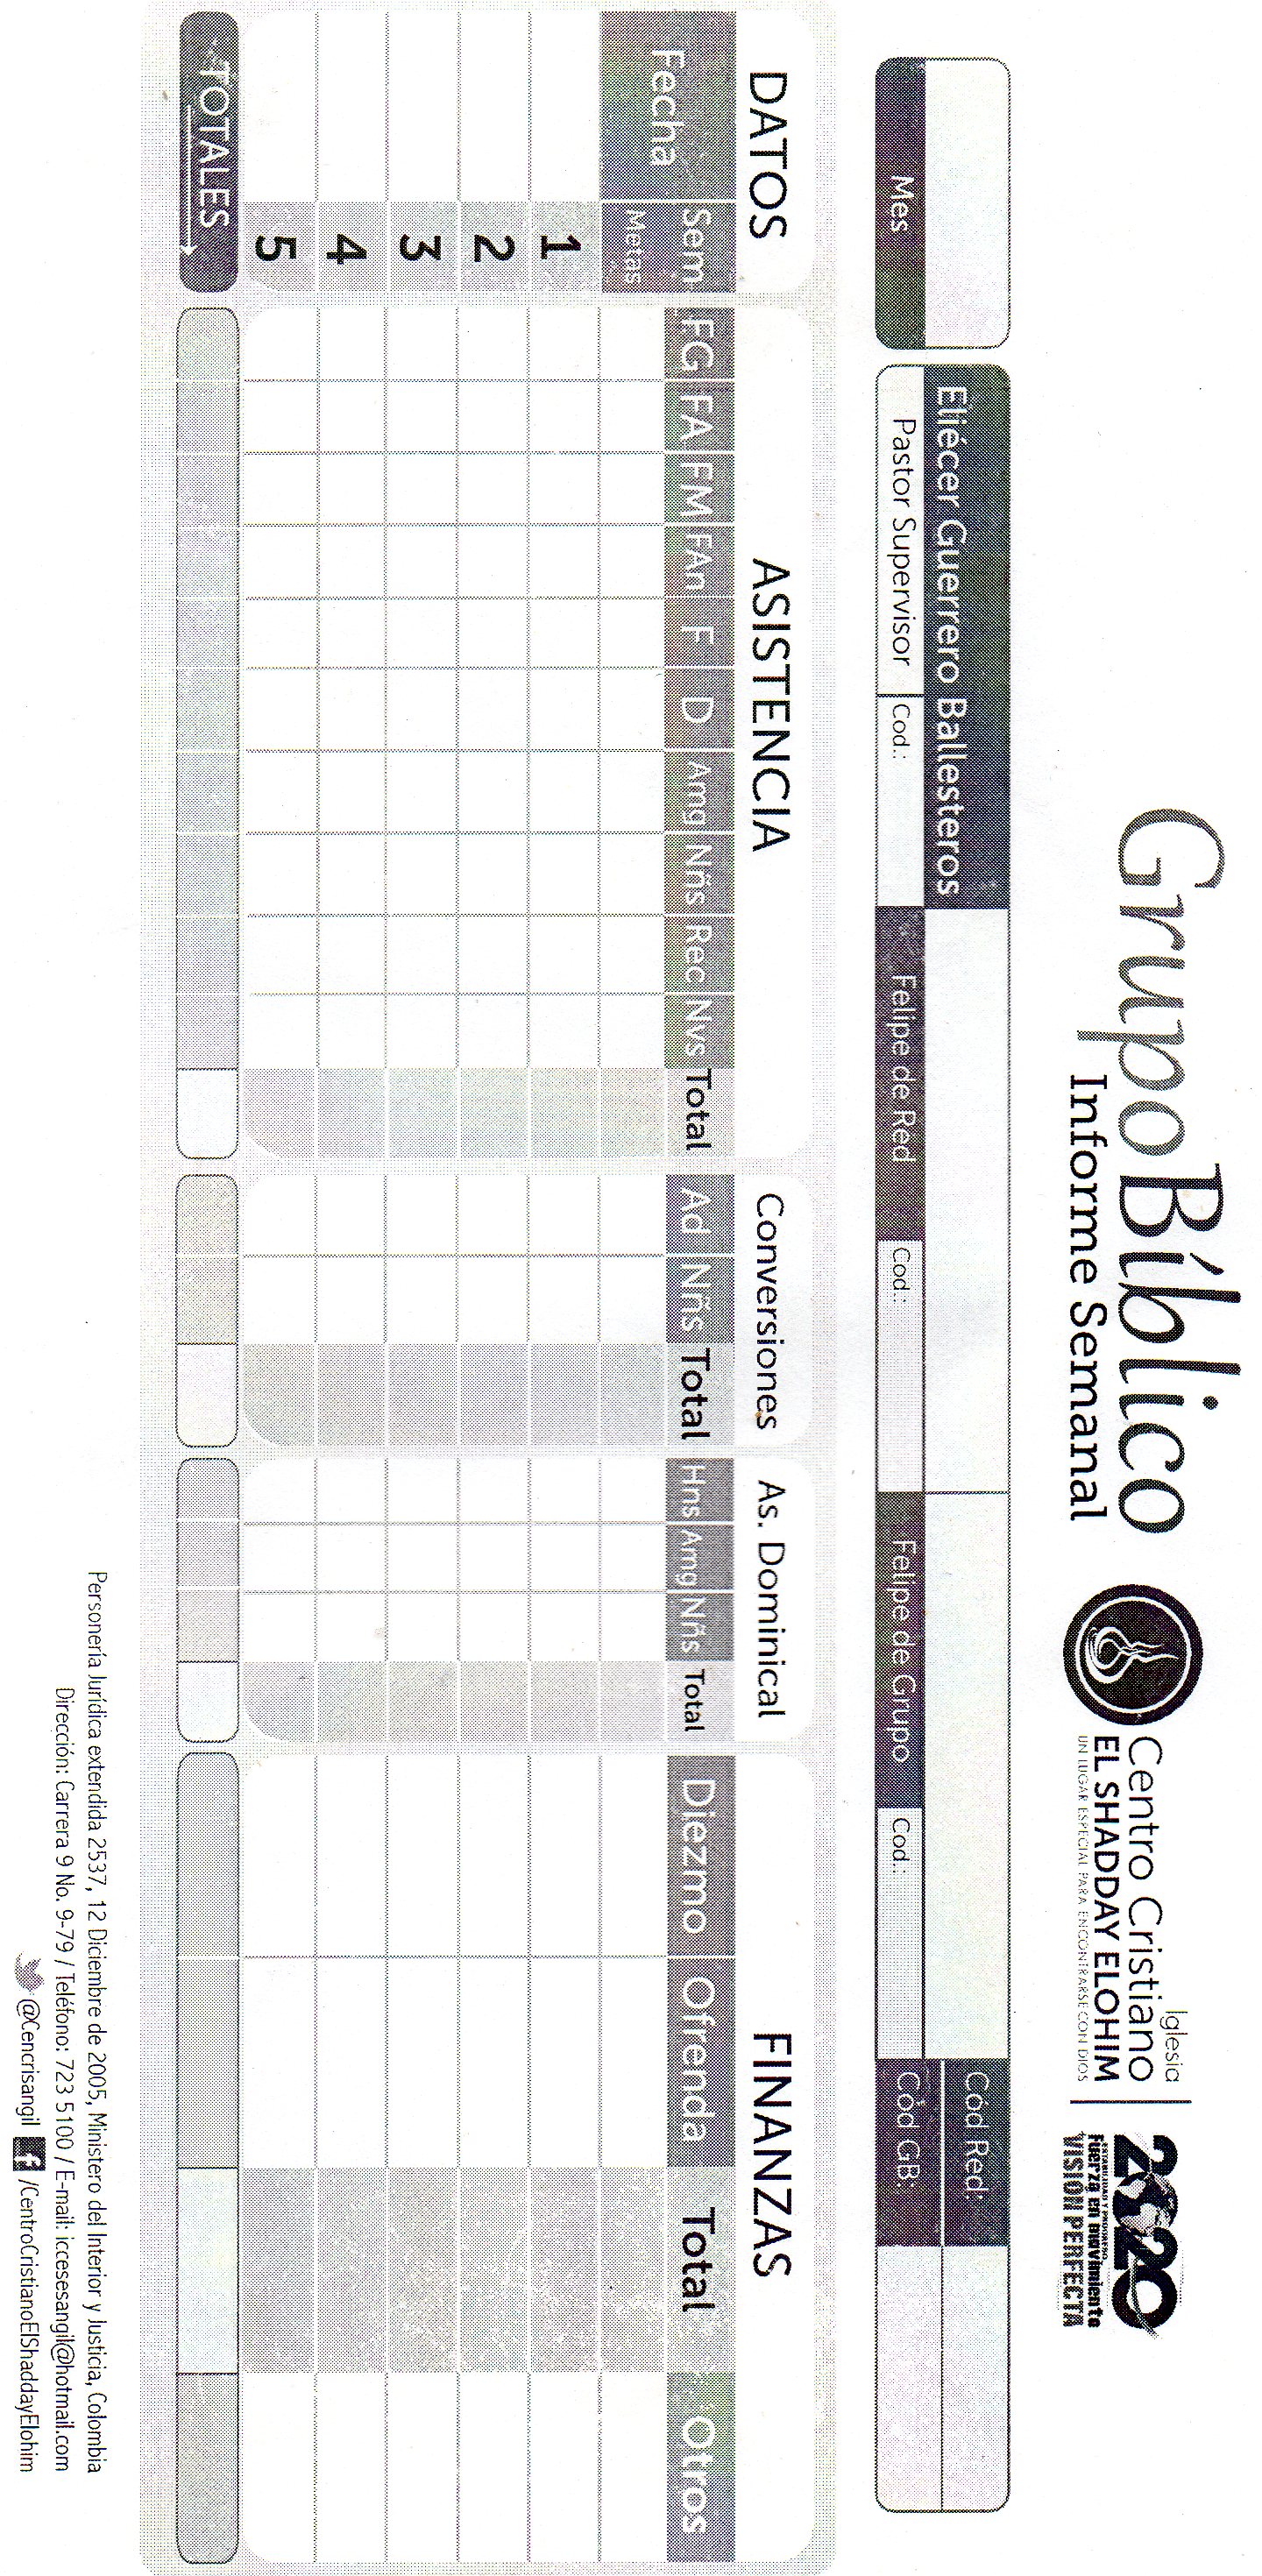 GrupoBíblico
Informe Semanal
Iglesia
Centro Cristiano
EL SHADDAY ELOHIM
UN LUGAR ESPECIAL PARA ENCONTRARSE CON DIOS
2020
ESTABILIDAD Y PROGRESO
Fuerza en movimiento
VISIÓN PERFECTA
Eliécer Guerrero Ballesteros
Cód Red:
Mes
Pastor Supervisor Cod.: Felipe de Red Cod.: Felipe de Grupo Cod.: Cód GB:
DATOS ASISTENCIA Conversiones As. Dominical FINANZAS
Fecha Sem FG FA FM FAn F D Amg Nñs Rec Nvs Total Ad Nñs Total Hns Amg Nñs Total Diezmo Ofrenda Total Otros
Metas
1
2
3
4
5
TOTALES
Personería Jurídica extendida 2537, 12 Diciembre de 2005, Ministero del Interior y Justicia, Colombia
Dirección: Carrera 9 No. 9-79 / Teléfono: 723 5100 / E-mail: iccesesangil@hotmail.com
@Cencrisangil /CentroCristianoElShaddayElohim